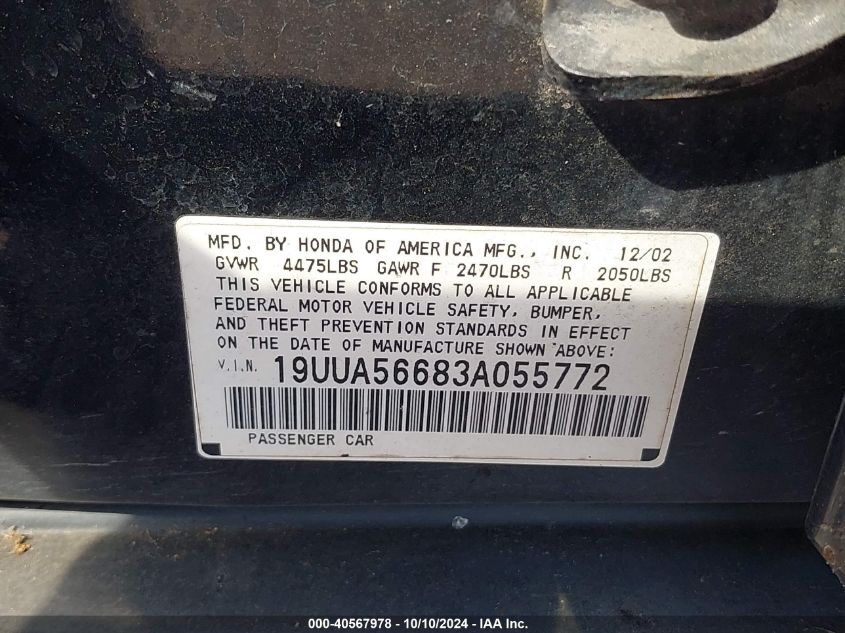 MFD. BY HONDA OF AMERICA MFG., INC. 12/02
GVWR 4475LBS GAWR F 2470LBS R 2050LBS
THIS VEHICLE CONFORMS TO ALL APPLICABLE
FEDERAL MOTOR VEHICLE SAFETY, BUMPER,
AND THEFT PREVENTION STANDARDS IN EFFECT
ON THE DATE OF MANUFACTURE SHOWN ABOVE:
V.I.N. 19UUA56683A055772
PASSENGER CAR
000-40567978 - 10/10/2024 - IAA Inc.